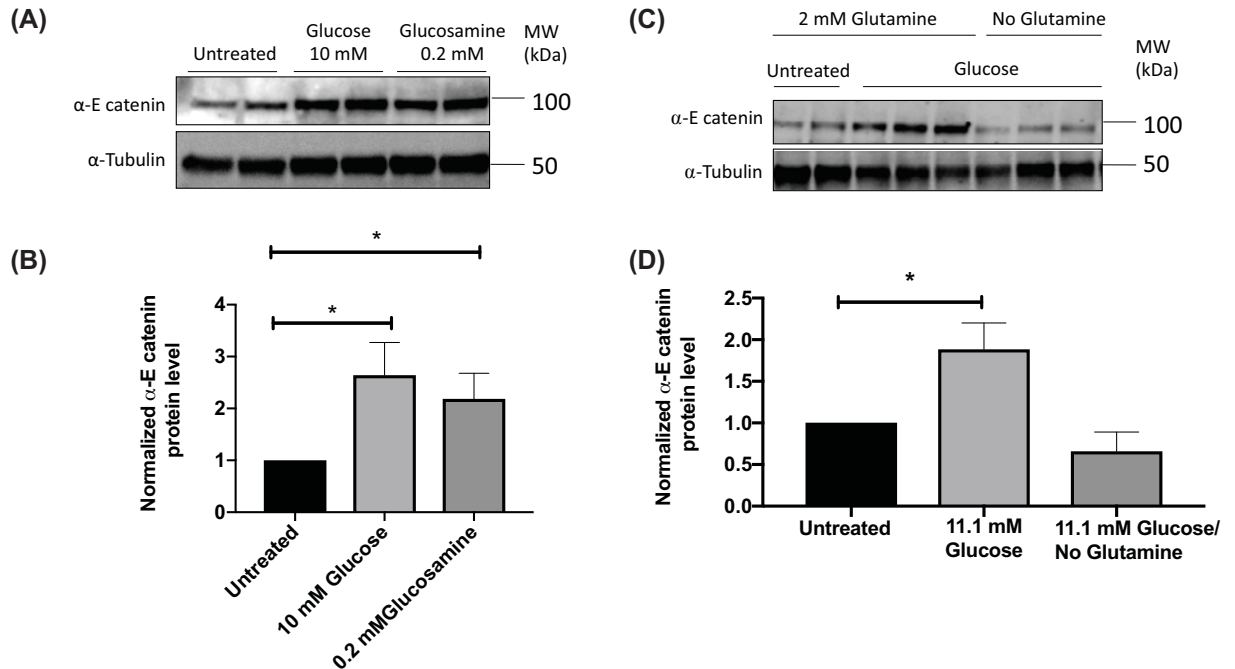 (A)
Untreated
Glucose
10 mM
Glucosamine
0.2 mM
MW
(kDa)
α-E catenin
100
α-Tubulin
50
(B)
*
*
Normalized α-E catenin
protein level
4
3
2
1
0
Untreated
10 mM Glucose
0.2 mMGlucosamine
(C)
2 mM Glutamine
No Glutamine
MW
(kDa)
Untreated
Glucose
α-E catenin
100
α-Tubulin
50
(D)
*
Normalized α-E catenin
protein level
2.5
2.0
1.5
1.0
0.5
0.0
Untreated
11.1 mM
Glucose
11.1 mM Glucose/
No Glutamine